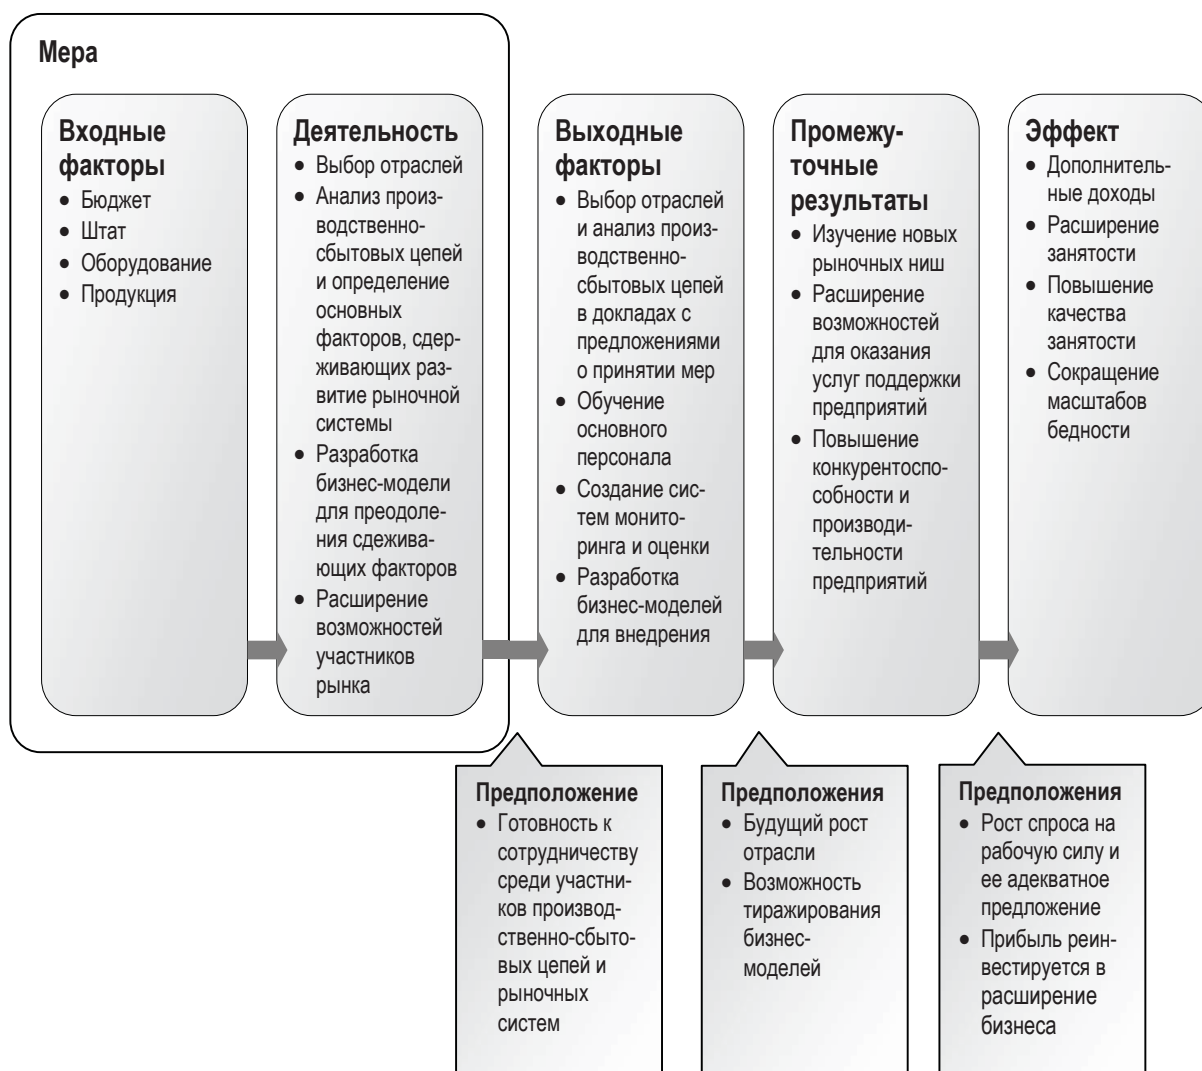 Мера
Входные
факторы
• Бюджет
• Штат
• Оборудование
• Продукция
Деятельность
• Выбор отраслей
• Анализ произ-
водственно-
сбытовых цепей
и определение
основных
факторов, сдер-
живающих раз-
витие рыночной
системы
• Разработка
бизнес-модели
для преодоле-
ния сдежива-
ющих факторов
• Расширение
возможностей
участников
рынка
Выходные
факторы
• Выбор отраслей
и анализ произ-
водственно-
сбытовых цепей
в докладах с
предложениями
о принятии мер
• Обучение
основного
персонала
• Создание сис-
тем монито-
ринга и оценки
• Разработка
бизнес-моделей
для внедрения
Промежу-
точные
результаты
• Изучение новых
рыночных ниш
• Расширение
возможностей
для оказания
услуг поддержки
предприятий
• Повышение
конкурентоспо-
собности и
производи-
тельности
предприятий
Эффект
• Дополнитель-
ные доходы
• Расширение
занятости
• Повышение
качества
занятости
• Сокращение
масштабов
бедности
Предположение
• Готовность к
сотрудничеству
среди участни-
ков производ-
ственно-сбыто-
вых цепей и
рыночных
систем
Предположения
• Будущий рост
отрасли
• Возможность
тиражирования
бизнес-
моделей
Предположения
• Рост спроса на
рабочую силу и
ее адекватное
предложение
• Прибыль реин-
вестируется в
расширение
бизнеса